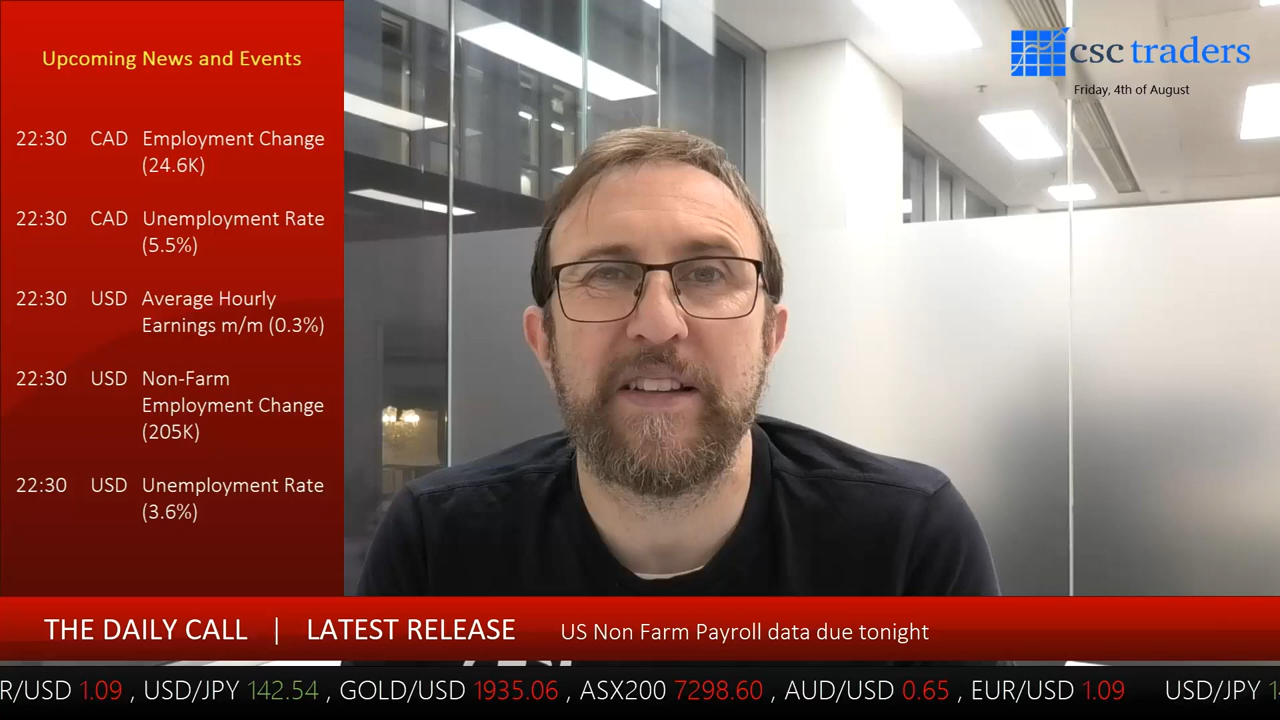 Upcoming News and Events
22:30 CAD Employment Change
(24.6K)
22:30 CAD Unemployment Rate
(5.5%)
22:30 USD Average Hourly
Earnings m/m (0.3%)
22:30 USD Non-Farm
Employment Change
(205K)
22:30 USD Unemployment Rate
(3.6%)
csc traders
Friday, 4th of August
THE DAILY CALL | LATEST RELEASE US Non Farm Payroll data due tonight
R/USD 1.09 , USD/JPY 142.54 , GOLD/USD 1935.06 , ASX200 7298.60 , AUD/USD 0.65 , EUR/USD 1.09 USD/JPY 1